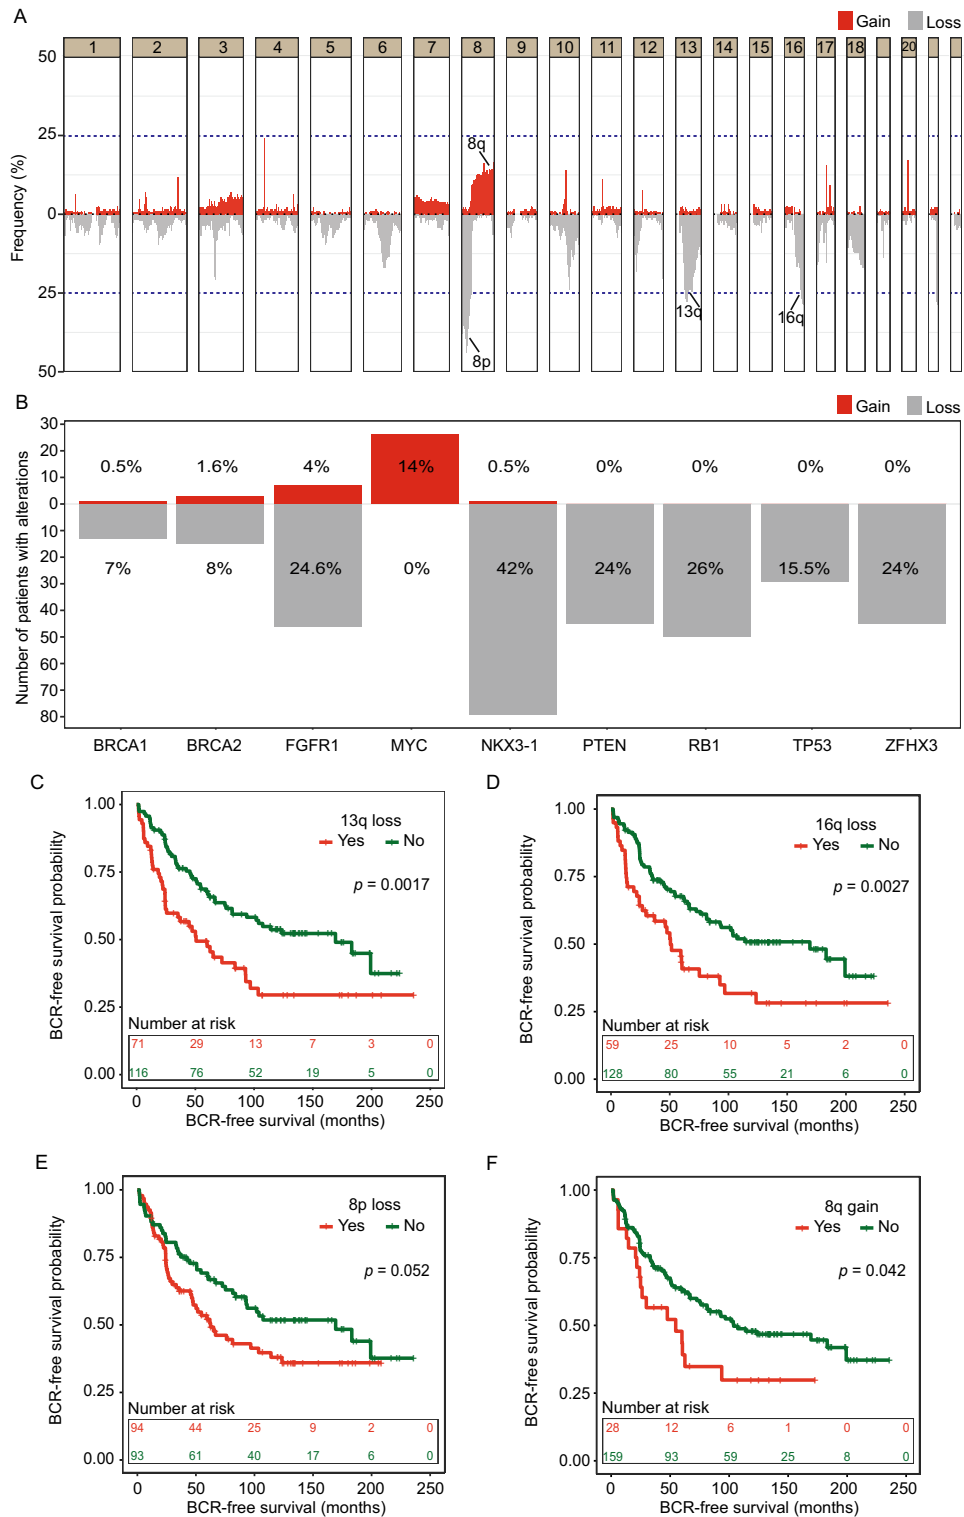 A
Gain Loss
1 2 3 4 5 6 7 8 9 10 11 12 13 14 15 16 17 18 20
50
25
0
25
50
Frequency (%)
8q
8p
13q
16q
B
Gain Loss
30
20
10
0
10
20
30
40
50
60
70
80
Number of patients with alterations
0.5% 1.6% 4% 14% 0.5% 0% 0% 0% 0%
7% 8% 24.6% 0% 42% 24% 26% 15.5% 24%
BRCA1 BRCA2 FGFR1 MYC NKX3-1 PTEN RB1 TP53 ZFHX3
C
BCR-free survival probability
1.00
0.75
0.50
0.25
0.00
13q loss
Yes No
p = 0.0017
Number at risk
71 29 13 7 3 0
116 76 52 19 5 0
0 50 100 150 200 250
BCR-free survival (months)
D
BCR-free survival probability
1.00
0.75
0.50
0.25
0.00
16q loss
Yes No
p = 0.0027
Number at risk
59 25 10 5 2 0
128 80 55 21 6 0
0 50 100 150 200 250
BCR-free survival (months)
E
BCR-free survival probability
1.00
0.75
0.50
0.25
0.00
8p loss
Yes No
p = 0.052
Number at risk
94 44 25 9 2 0
93 61 40 17 6 0
0 50 100 150 200 250
BCR-free survival (months)
F
BCR-free survival probability
1.00
0.75
0.50
0.25
0.00
8q gain
Yes No
p = 0.042
Number at risk
28 12 6 1 0 0
159 93 59 25 8 0
0 50 100 150 200 250
BCR-free survival (months)